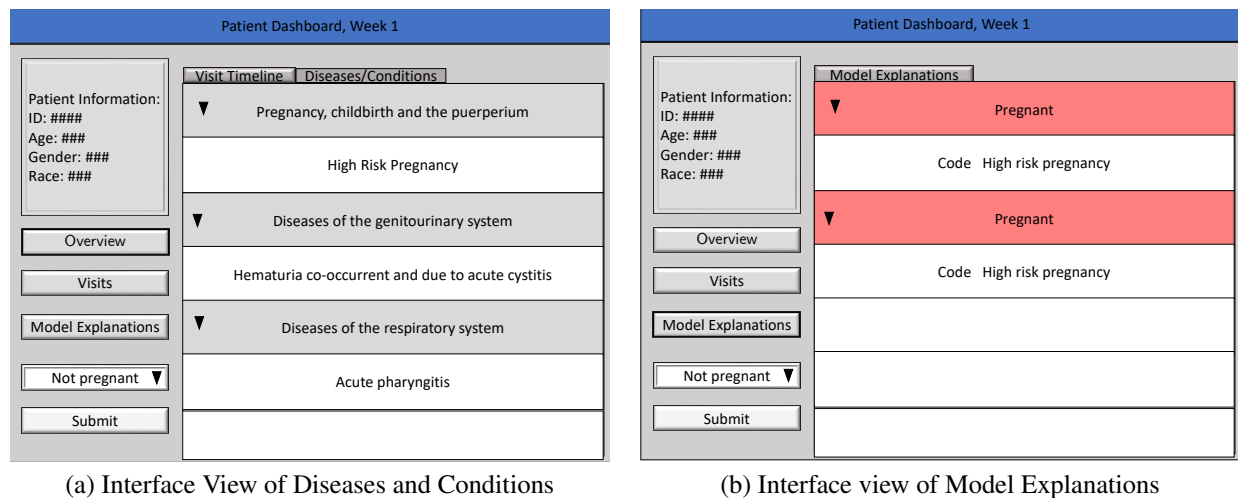 Patient Dashboard, Week 1
Patient Information:
ID: ####
Age: ###
Gender: ###
Race: ###
Overview
Visits
Model Explanations
Not pregnant
Submit
Visit Timeline Diseases/Conditions
Pregnancy, childbirth and the puerperium
High Risk Pregnancy
Diseases of the genitourinary system
Hematuria co-occurrent and due to acute cystitis
Diseases of the respiratory system
Acute pharyngitis
(a) Interface View of Diseases and Conditions
Patient Dashboard, Week 1
Patient Information:
ID: ####
Age: ###
Gender: ###
Race: ###
Overview
Visits
Model Explanations
Not pregnant
Submit
Model Explanations
Pregnant
Code High risk pregnancy
Pregnant
Code High risk pregnancy
(b) Interface view of Model Explanations